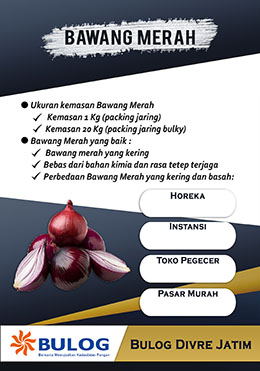 BAWANG MERAH
Ukuran kemasan Bawang Merah
Kemasan 1 Kg (packing jaring)
Kemasan 20 Kg (packing jaring bulky)
Bawang Merah yang baik :
Bawang merah yang kering
Bebas dari bahan kimia dan rasa tetep terjaga
Perbedaan Bawang Merah yang kering dan basah:
HOREKA
INSTANSI
TOKO PEGECER
PASAR MURAH
BULOG
Bersama Mewujudkan Kedaulatan Pangan
BULOG DIVRE JATIM